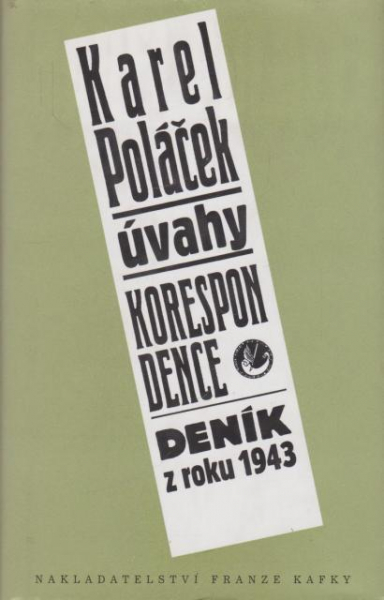 Karel
Poláček
úvahy
KORESPON
DENCE
DENÍK
z roku 1943
NAKLADATELSTVÍ FRANZE KAFKY